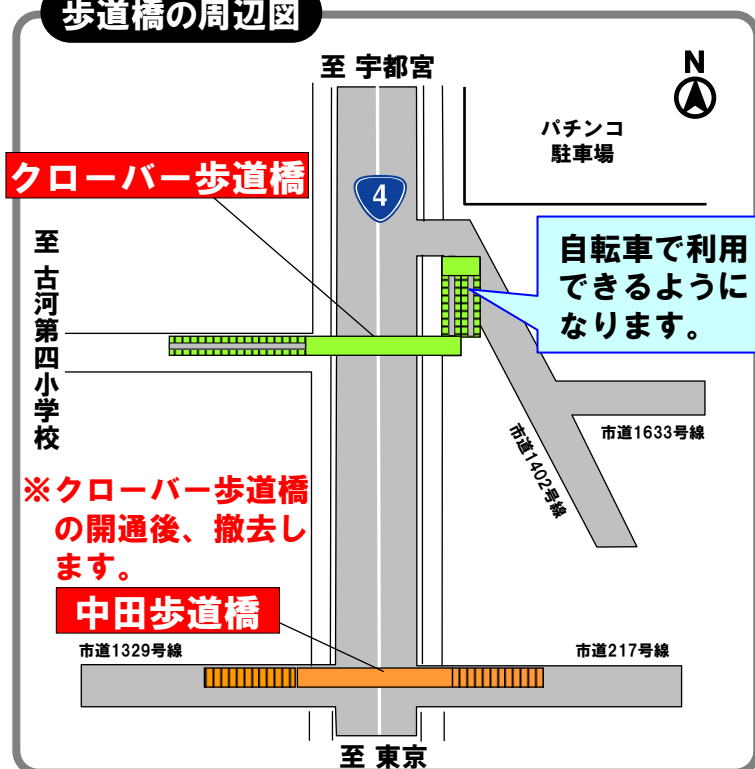 歩道橋の周辺図
至 宇都宮
N
パチンコ
駐車場
クローバー歩道橋
4
至 古河第四小学校
自転車で利用
できるように
なります。
市道1633号線
市道1402号線
※クローバー歩道橋
の開通後、撤去し
ます。
中田歩道橋
市道1329号線
市道217号線
至 東京